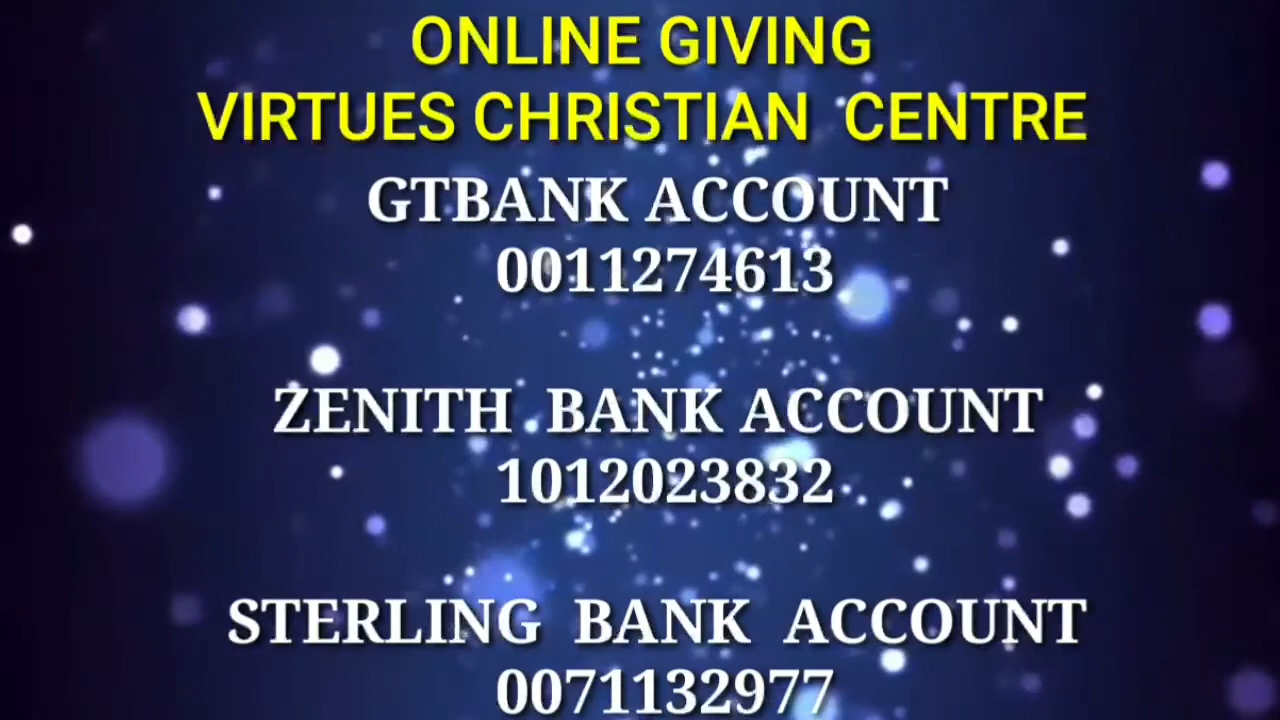 ONLINE GIVING
VIRTUES CHRISTIAN CENTRE
GTBANK ACCOUNT
0011274613
ZENITH BANK ACCOUNT
1012023832
STERLING BANK ACCOUNT
0071132977